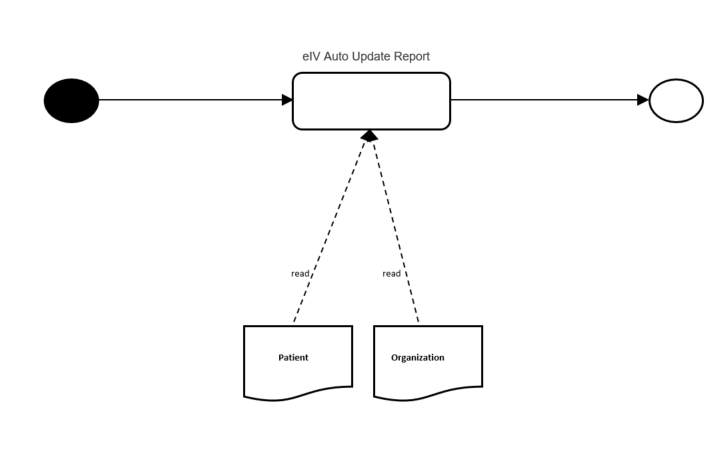 eIV Auto Update Report
read
read
Patient
Organization